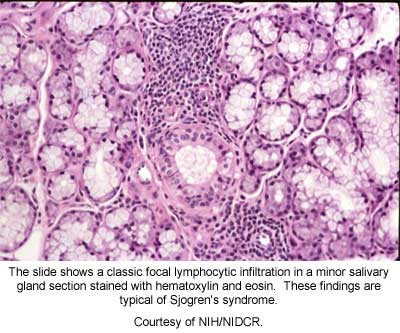 The slide shows a classic focal lymphocytic infiltration in a minor salivary
gland section stained with hematoxylin and eosin.  These findings are
typical of Sjogren's syndrome.
Courtesy of NIH/NIDCR.